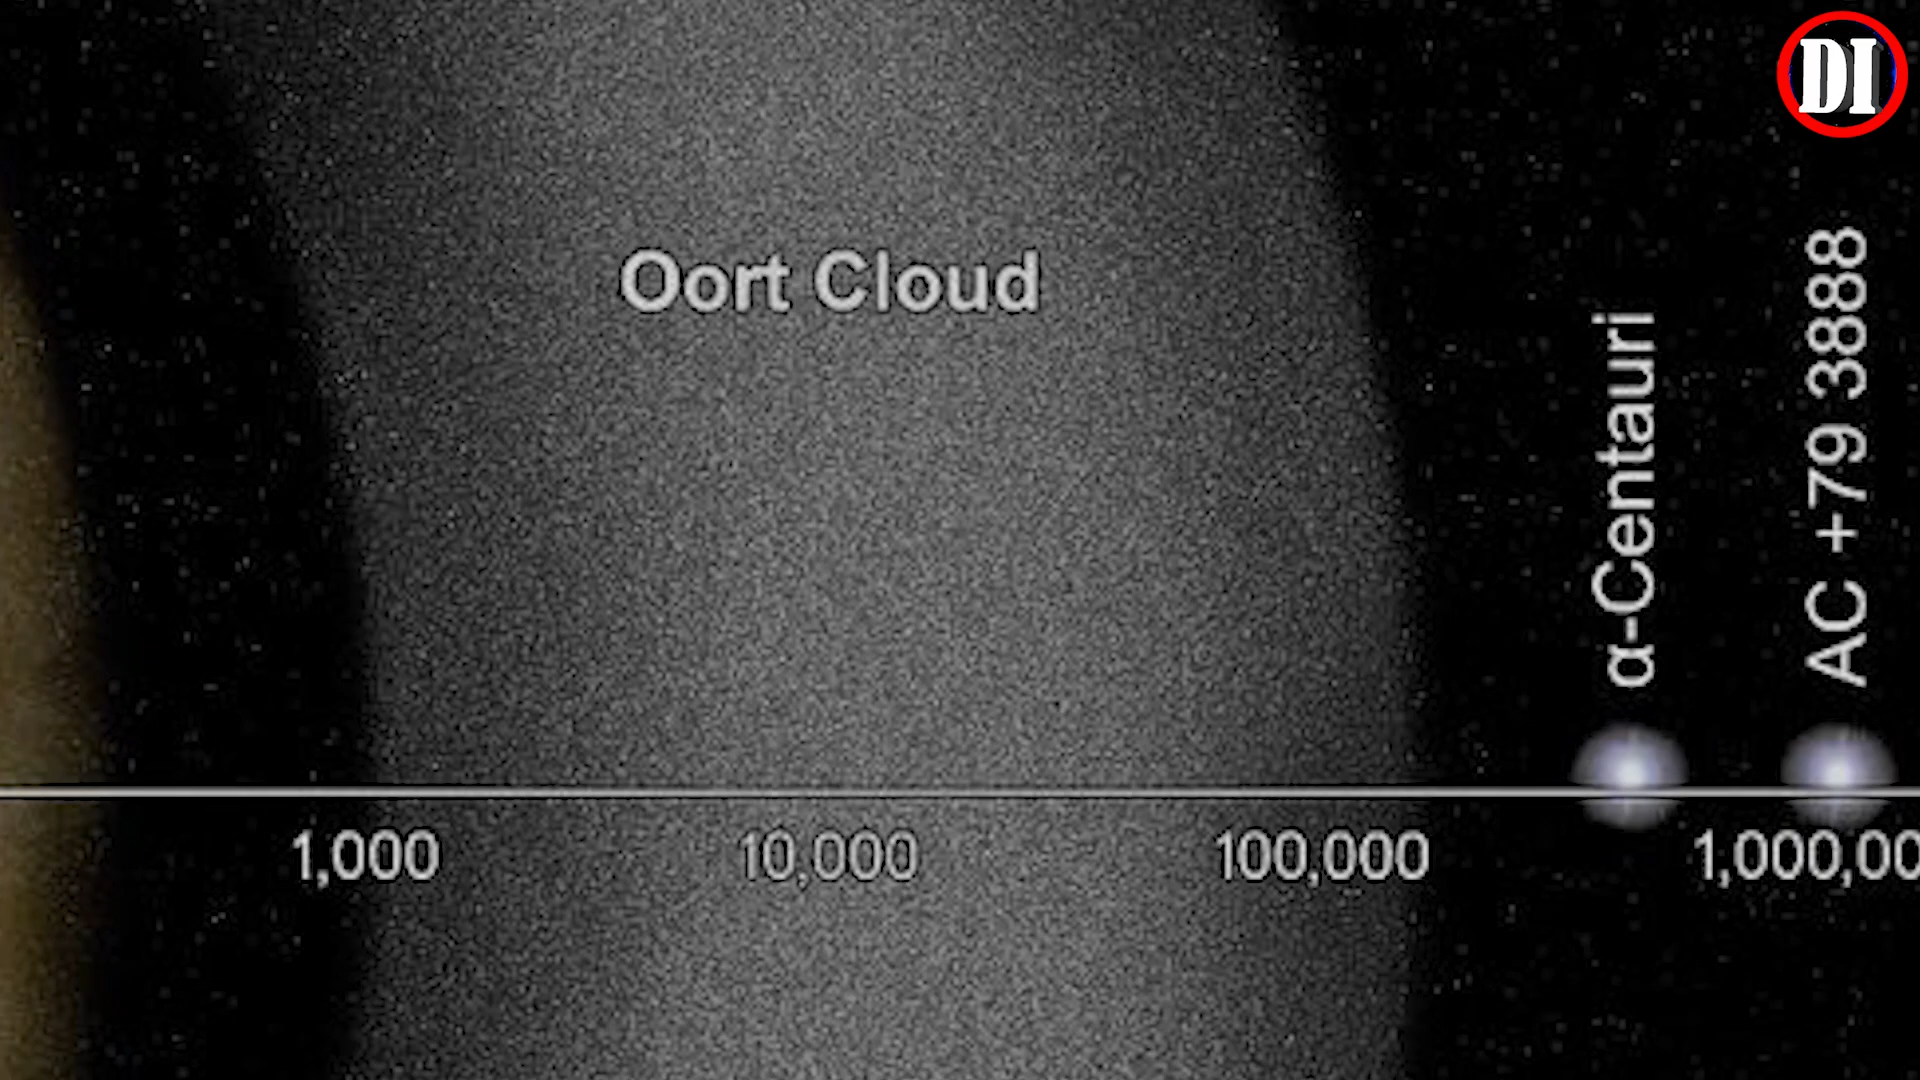 DI
Oort Cloud
α-Centauri
AC +79 3888
1,000
10,000
100,000
1,000,00